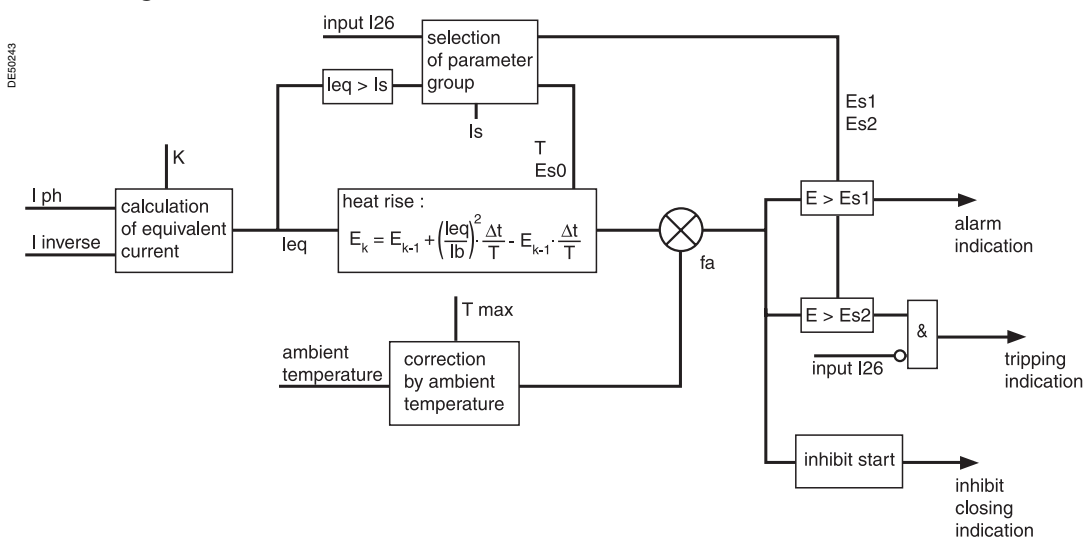 DE50243
input I26
selection
of parameter
group
Ieq > Is
Is
Es1
Es2
T
Es0
K
I ph
I inverse
calculation
of equivalent
current
Ieq
heat rise :
E_k = E_{k-1} + (Ieq/Ib)^2 · Δt/T - E_{k-1} · Δt/T
fa
E > Es1
alarm
indication
E > Es2
&
input I26
tripping
indication
T max
ambient
temperature
correction
by ambient
temperature
inhibit start
inhibit
closing
indication